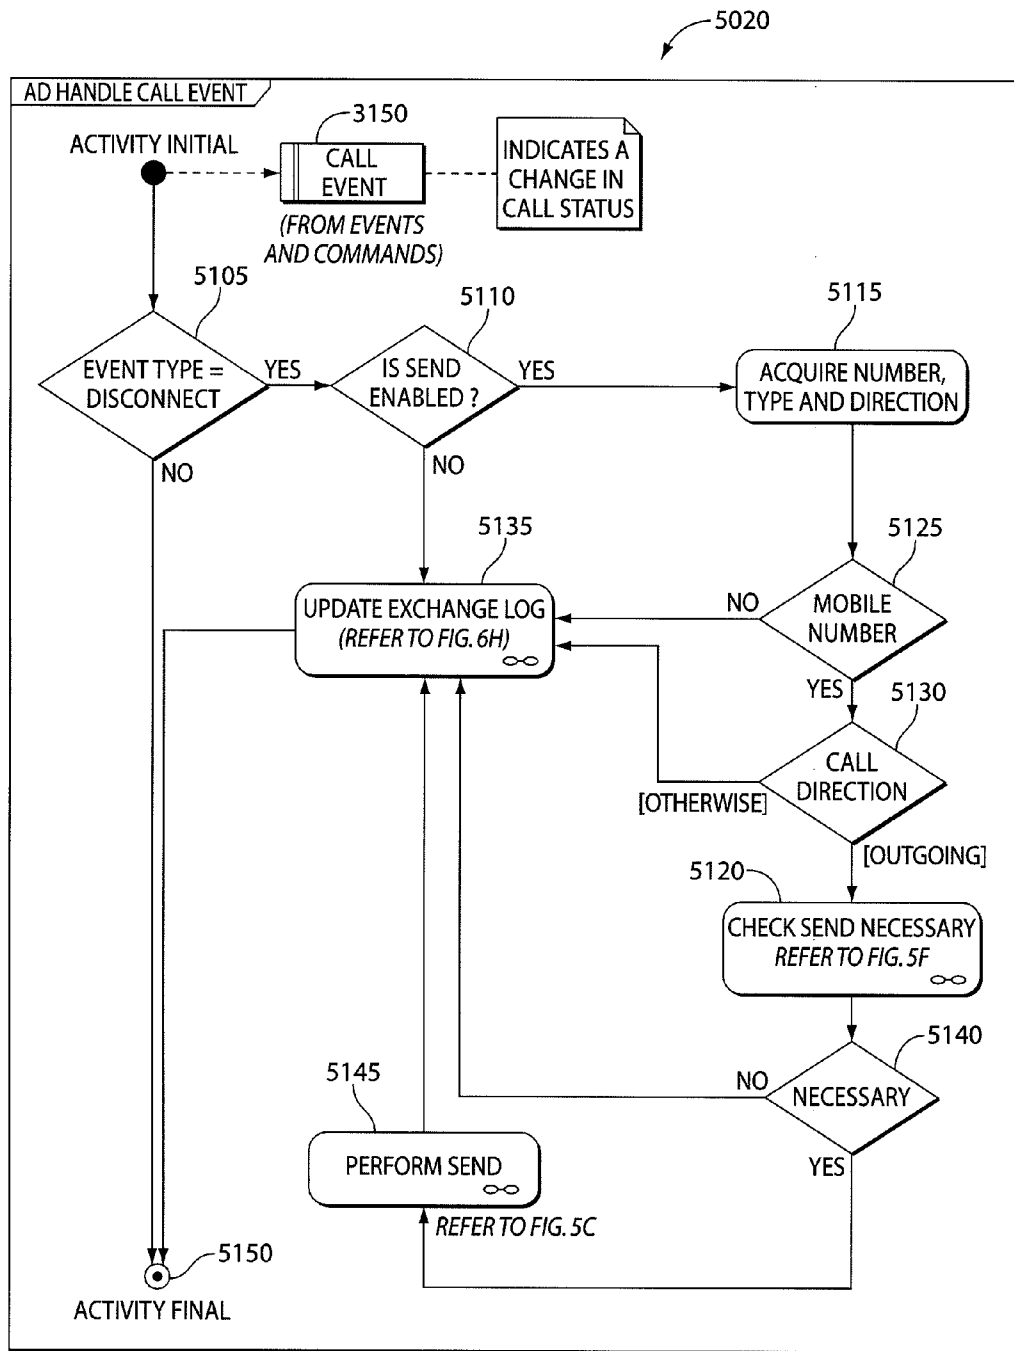 5020
AD HANDLE CALL EVENT
ACTIVITY INITIAL
3150
CALL
EVENT
(FROM EVENTS
AND COMMANDS)
INDICATES A
CHANGE IN
CALL STATUS
5105
EVENT TYPE =
DISCONNECT
YES
NO
5110
IS SEND
ENABLED ?
YES
NO
5115
ACQUIRE NUMBER,
TYPE AND DIRECTION
5125
MOBILE
NUMBER
NO
YES
5135
UPDATE EXCHANGE LOG
(REFER TO FIG. 6H)
5130
CALL
DIRECTION
[OTHERWISE]
[OUTGOING]
5120
CHECK SEND NECESSARY
REFER TO FIG. 5F
5140
NECESSARY
NO
YES
5145
PERFORM SEND
REFER TO FIG. 5C
5150
ACTIVITY FINAL